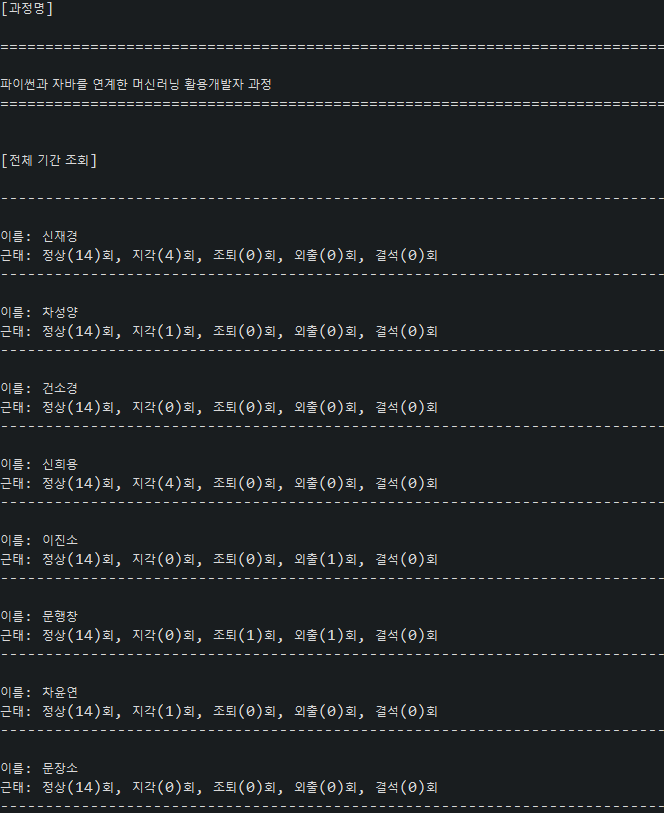 [과정명]
==========================================================================
파이썬과 자바를 연계한 머신러닝 활용개발자 과정
==========================================================================
[전체 기간 조회]
--------------------------------------------------------------------------
이름: 신재경
근태: 정상(14)회, 지각(4)회, 조퇴(0)회, 외출(0)회, 결석(0)회
--------------------------------------------------------------------------
이름: 차성양
근태: 정상(14)회, 지각(1)회, 조퇴(0)회, 외출(0)회, 결석(0)회
--------------------------------------------------------------------------
이름: 건소경
근태: 정상(14)회, 지각(0)회, 조퇴(0)회, 외출(0)회, 결석(0)회
--------------------------------------------------------------------------
이름: 신희용
근태: 정상(14)회, 지각(4)회, 조퇴(0)회, 외출(0)회, 결석(0)회
--------------------------------------------------------------------------
이름: 이진소
근태: 정상(14)회, 지각(0)회, 조퇴(0)회, 외출(1)회, 결석(0)회
--------------------------------------------------------------------------
이름: 문행창
근태: 정상(14)회, 지각(0)회, 조퇴(1)회, 외출(1)회, 결석(0)회
--------------------------------------------------------------------------
이름: 차윤연
근태: 정상(14)회, 지각(1)회, 조퇴(0)회, 외출(0)회, 결석(0)회
--------------------------------------------------------------------------
이름: 문장소
근태: 정상(14)회, 지각(0)회, 조퇴(0)회, 외출(0)회, 결석(0)회
--------------------------------------------------------------------------